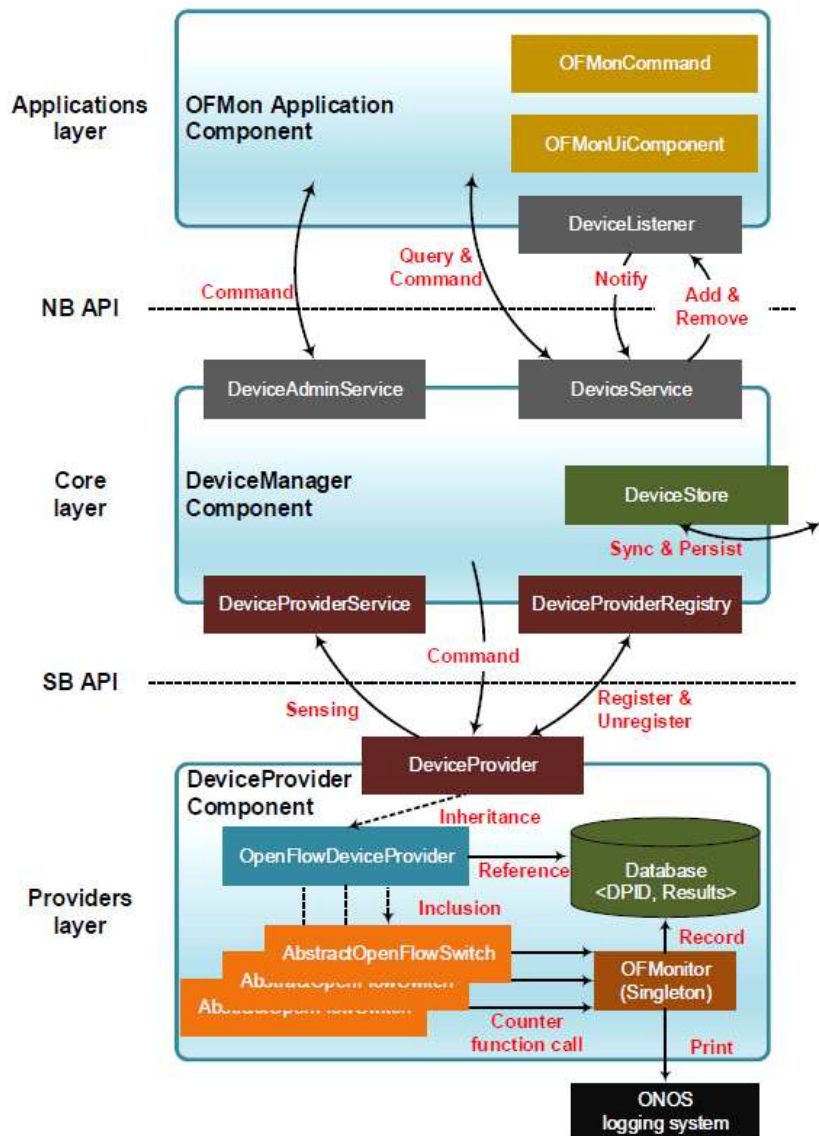 OFMonCommand
Applications
layer
OFMon Application
Component
OFMonUiComponent
DeviceListener
Query &
Command
Notify
Command
Add &
Remove
NB API
DeviceAdminService
DeviceService
Core
layer
DeviceManager
Component
DeviceStore
Sync & Persist
DeviceProviderService
DeviceProviderRegistry
Command
SB API
Sensing
Register &
Unregister
DeviceProvider
DeviceProvider
Component
Inheritance
OpenFlowDeviceProvider
Reference
Database
<DPID, Results>
Providers
layer
Inclusion
Record
AbstractOpenFlowSwitch
AbstractOpenFlowSwitch
AbstractOpenFlowSwitch
OFMonitor
(Singleton)
Counter
function call
Print
ONOS
logging system